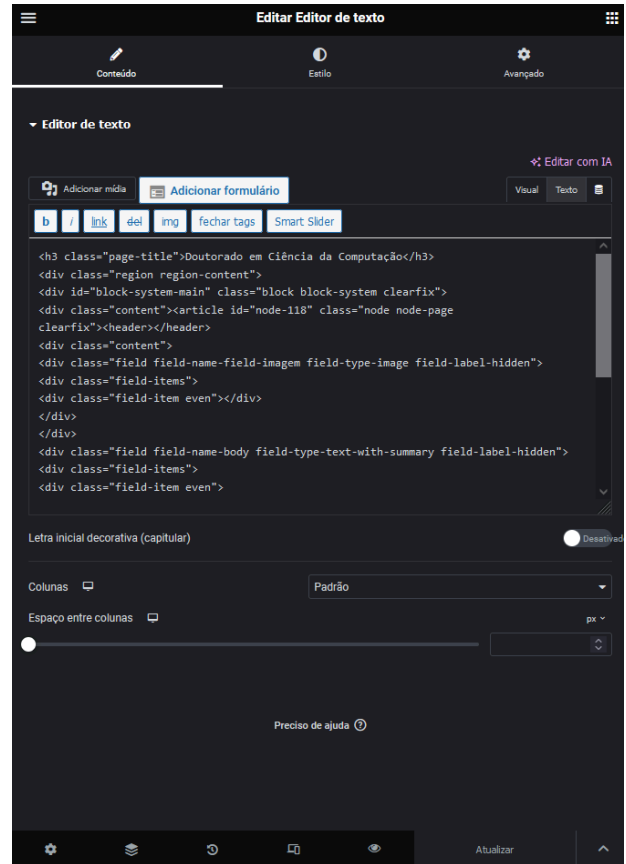 Editar Editor de texto
Conteúdo
Estilo
Avançado
Editor de texto
Editar com IA
Adicionar mídia
Adicionar formulário
Visual
Texto
b
i
link
del
img
fechar tags
Smart Slider
<h3 class="page-title">Doutorado em Ciência da Computação</h3>
<div class="region region-content">
<div id="block-system-main" class="block block-system clearfix">
<div class="content"><article id="node-118" class="node node-page
clearfix"><header></header>
<div class="content">
<div class="field field-name-field-imagem field-type-image field-label-hidden">
<div class="field-items">
<div class="field-item even"></div>
</div>
</div>
<div class="field field-name-body field-type-text-with-summary field-label-hidden">
<div class="field-items">
<div class="field-item even">
Letra inicial decorativa (capitular)
Desativado
Colunas
Padrão
Espaço entre colunas
px
Preciso de ajuda
Atualizar